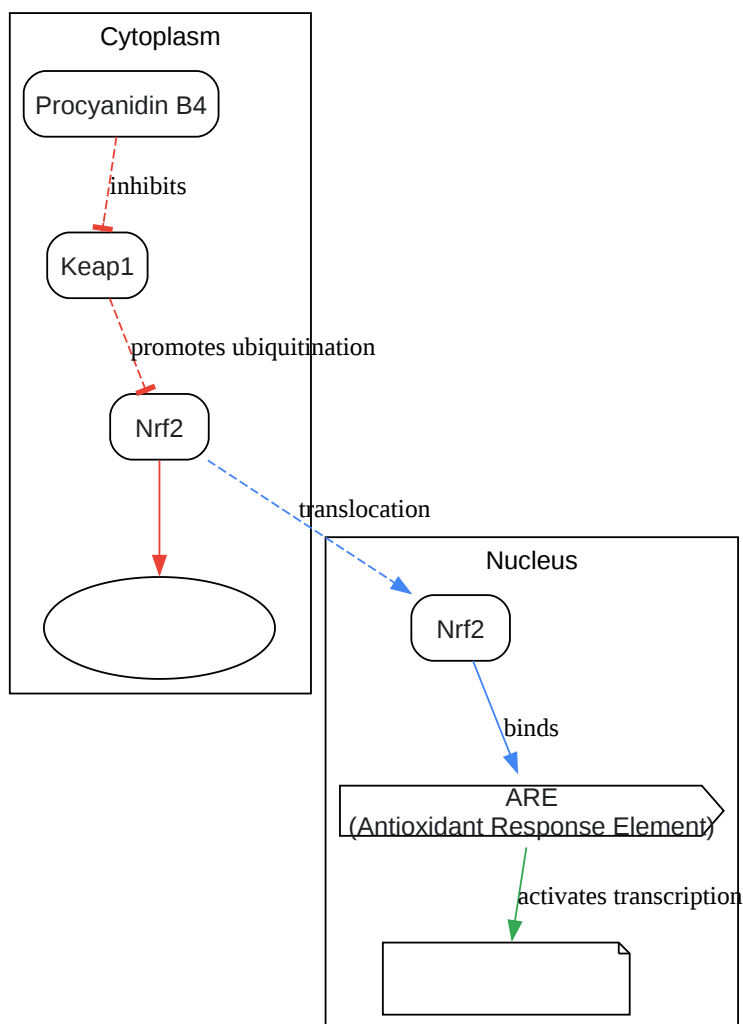 Cytoplasm
Procyanidin B4
inhibits
Keap1
promotes ubiquitination
Nrf2
translocation
Nucleus
Nrf2
binds
ARE
(Antioxidant Response Element)
activates transcription